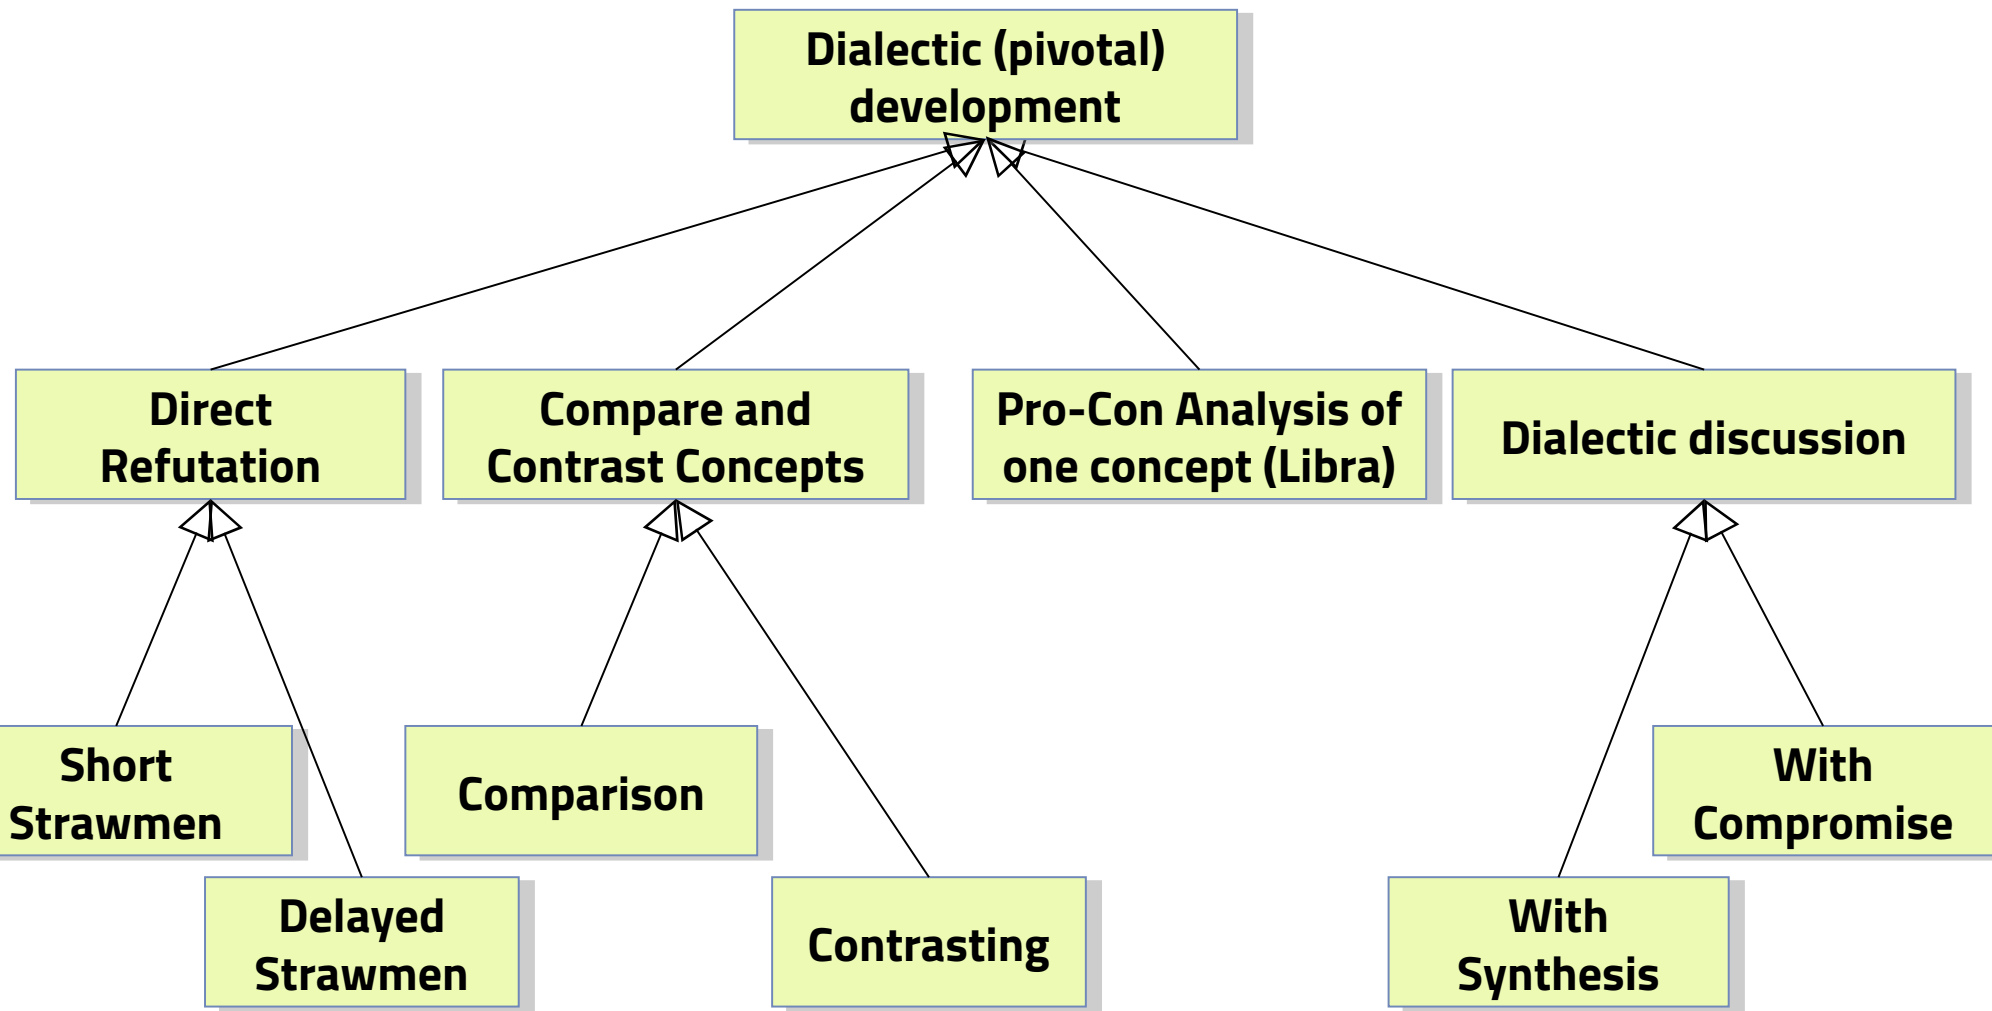 Dialectic (pivotal)
development
Direct
Refutation
Compare and
Contrast Concepts
Pro-Con Analysis of
one concept (Libra)
Dialectic discussion
Short
Strawmen
Comparison
With
Compromise
Delayed
Strawmen
Contrasting
With
Synthesis